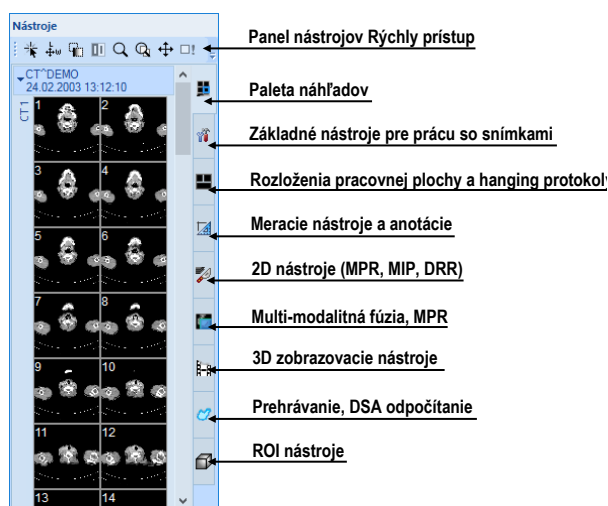 Nástroje
Panel nástrojov Rýchly prístup
CT^DEMO
24.02.2003 13:12:10
Paleta náhľadov
CT1
1 2
Základné nástroje pre prácu so snímkami
3 4
Rozloženia pracovnej plochy a hanging protokoly
5 6
Meracie nástroje a anotácie
2D nástroje (MPR, MIP, DRR)
7 8
Multi-modalitná fúzia, MPR
9 10
3D zobrazovacie nástroje
Prehrávanie, DSA odpočítanie
11 12
ROI nástroje
13 14